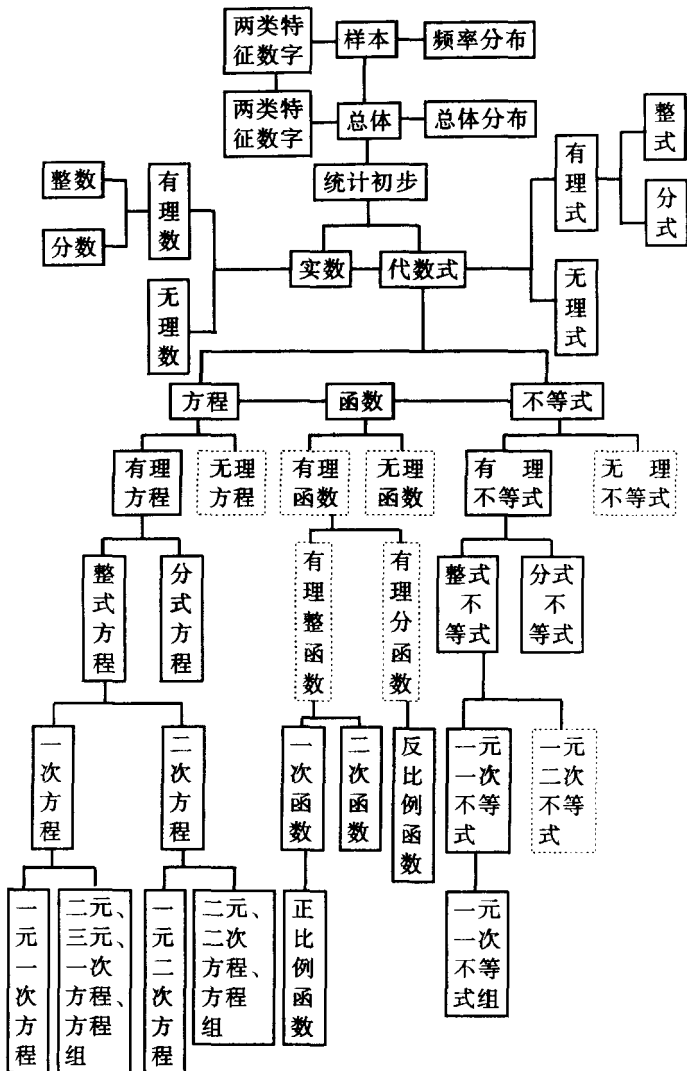 两类特
征数字
样本
频率分布
两类特
征数字
总体
总体分布
统计初步
整数
分数
有理数
无理数
实数
代数式
有理式
无理式
整式
分式
方程
函数
不等式
有理
方程
无理
方程
有理
函数
无理
函数
有 理
不等式
无 理
不等式
整式方程
分式方程
有理整函数
有理分函数
整式
不
等式
分式
不
等式
一次方程
二次方程
一次函数
二次函数
反比例函数
一元
一次
不等
式
一元
二次
不等
式
一元一次方程
二元、
三元、
一次
方程、
方程
组
一元二次方程
二元、
二次
方程、
方程
组
正比例函数
一元
一次
不等
式组